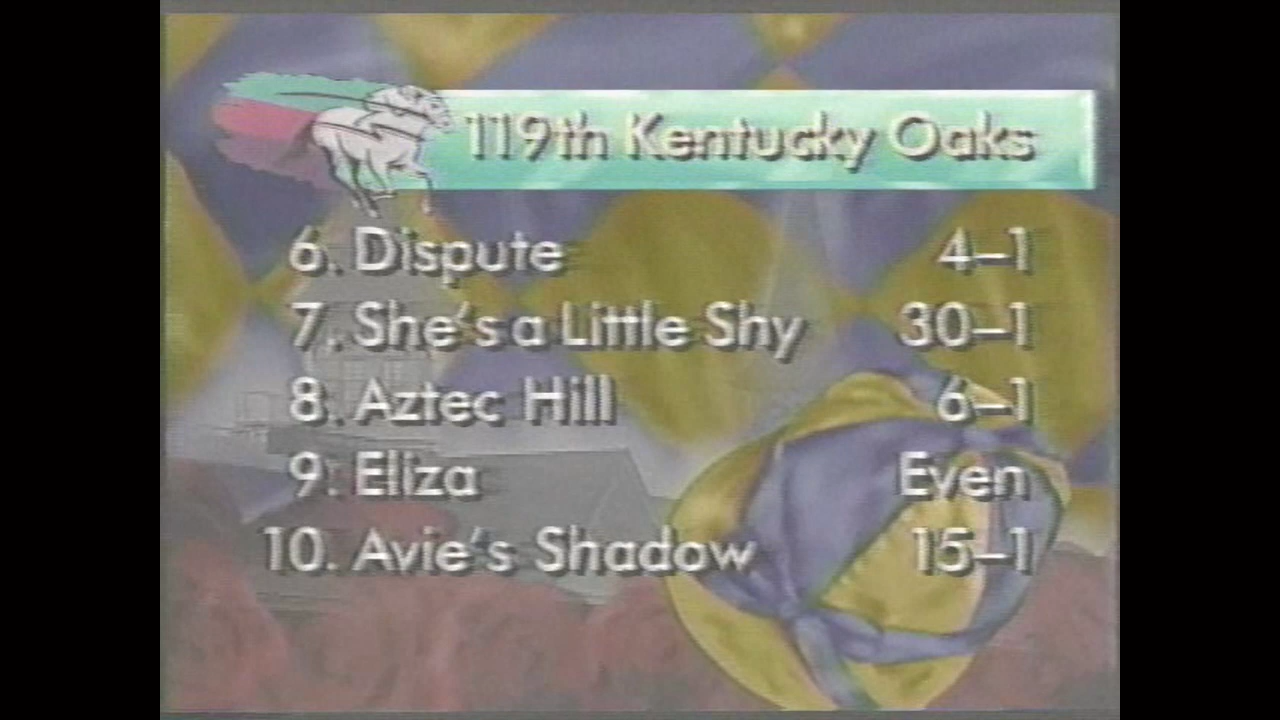 119th Kentucky Oaks
6. Dispute 4-1
7. She's a Little Shy 30-1
8. Aztec Hill 6-1
9. Eliza Even
10. Avie's Shadow 15-1